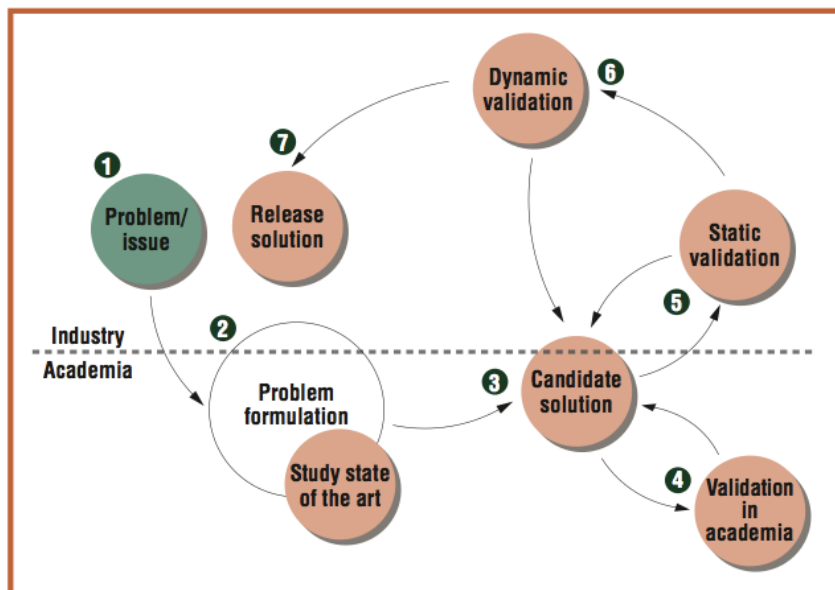 1
Problem/
issue
2
Problem
formulation
Study state
of the art
3
Candidate
solution
4
Validation
in
academia
5
Static
validation
6
Dynamic
validation
7
Release
solution
Industry
Academia